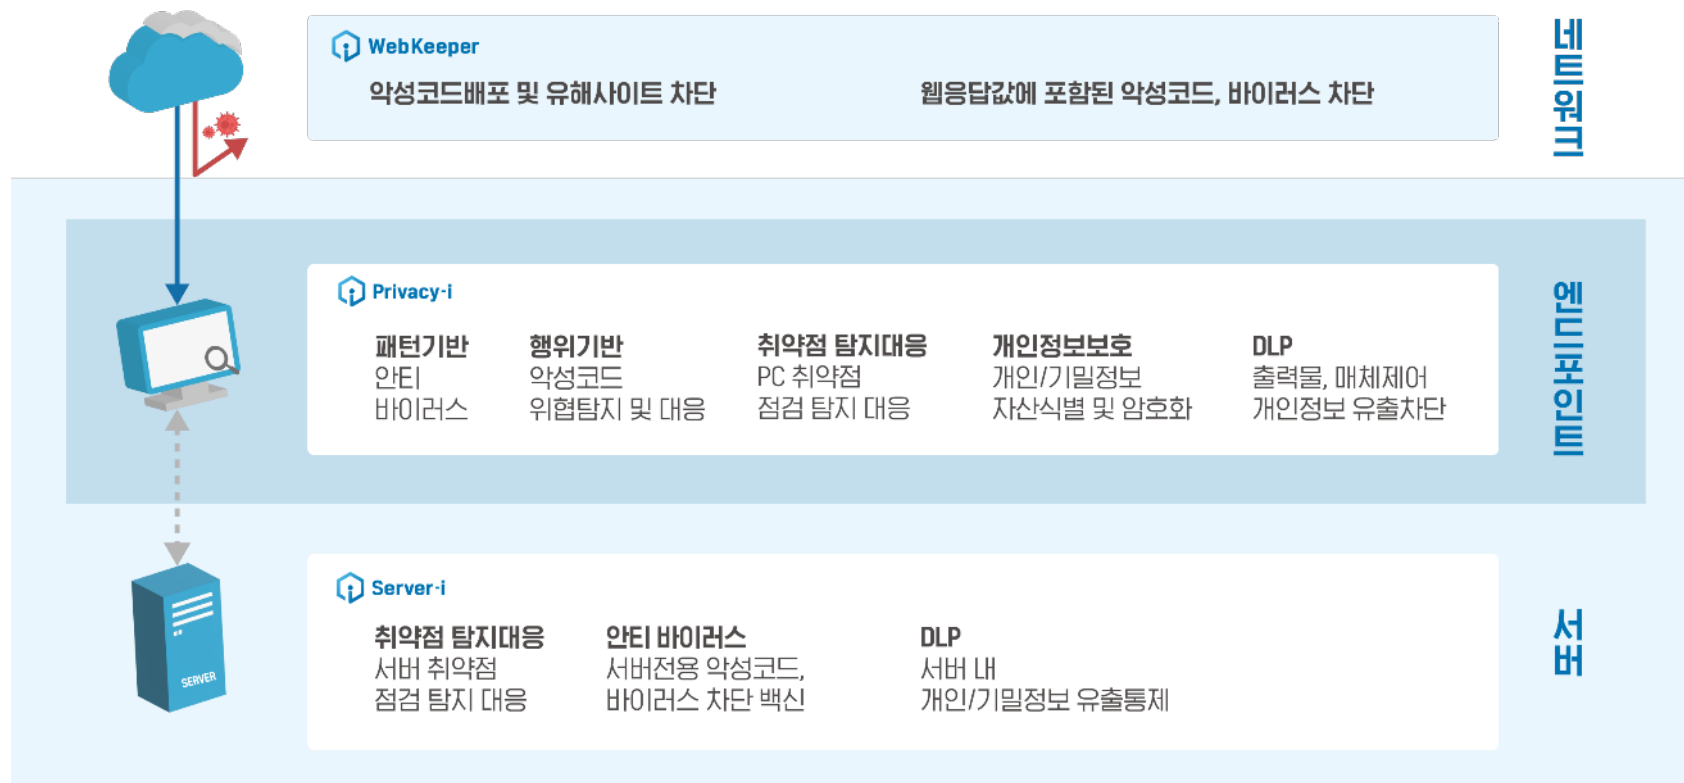 WebKeeper
악성코드배포 및 유해사이트 차단
웹응답값에 포함된 악성코드, 바이러스 차단
네트워크
Privacy-i
패턴기반
안티
바이러스
행위기반
악성코드
위협탐지 및 대응
취약점 탐지대응
PC 취약점
점검 탐지 대응
개인정보보호
개인/기밀정보
자산식별 및 암호화
DLP
출력물, 매체제어
개인정보 유출차단
엔드포인트
Server-i
취약점 탐지대응
서버 취약점
점검 탐지 대응
안티 바이러스
서버전용 악성코드,
바이러스 차단 백신
DLP
서버 내
개인/기밀정보 유출통제
서버
SERVER